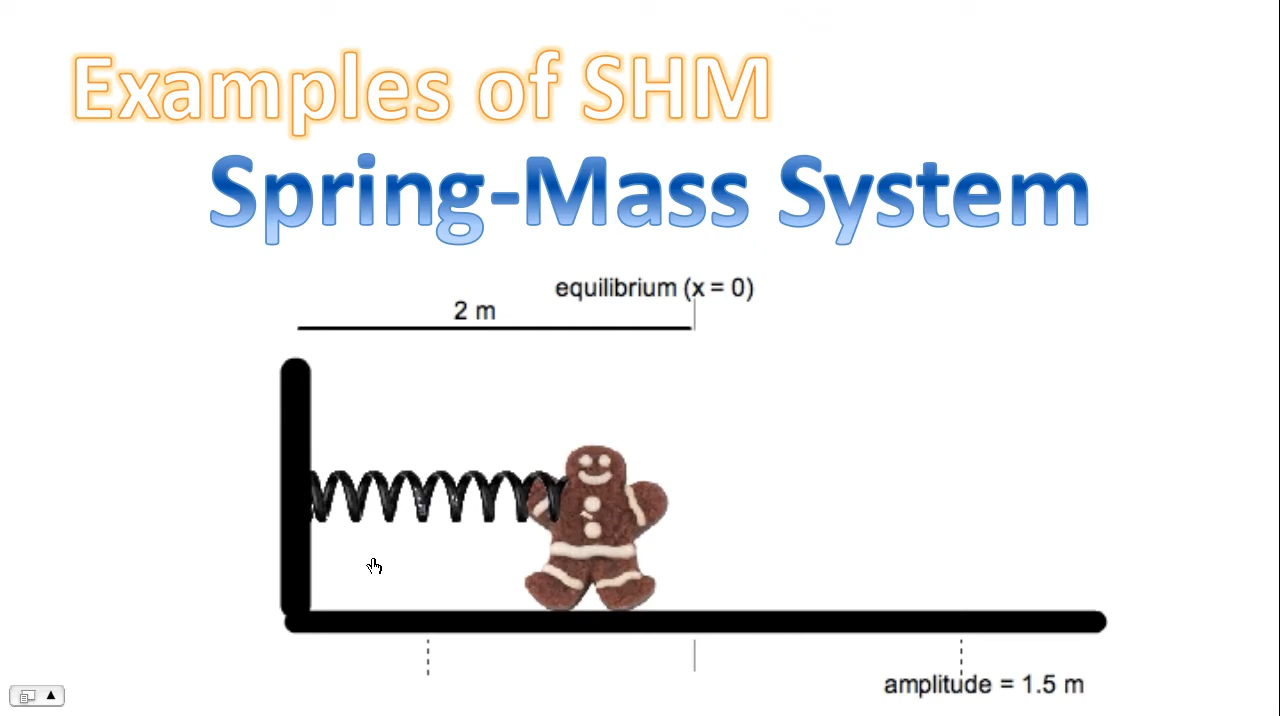 Examples of SHM
Spring-Mass System
equilibrium (x = 0)
2 m
amplitude = 1.5 m